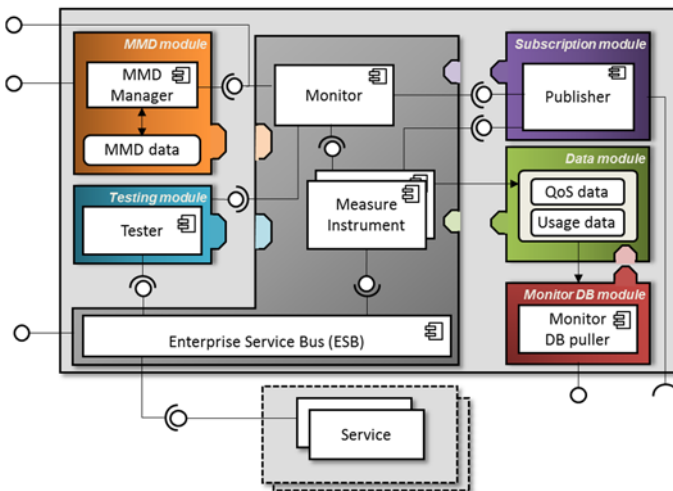 MMD module
Subscription module
MMD
Manager
Monitor
Publisher
MMD data
Data module
Testing module
QoS data
Measure
Instrument
Tester
Usage data
Monitor DB module
Monitor
DB puller
Enterprise Service Bus (ESB)
Service